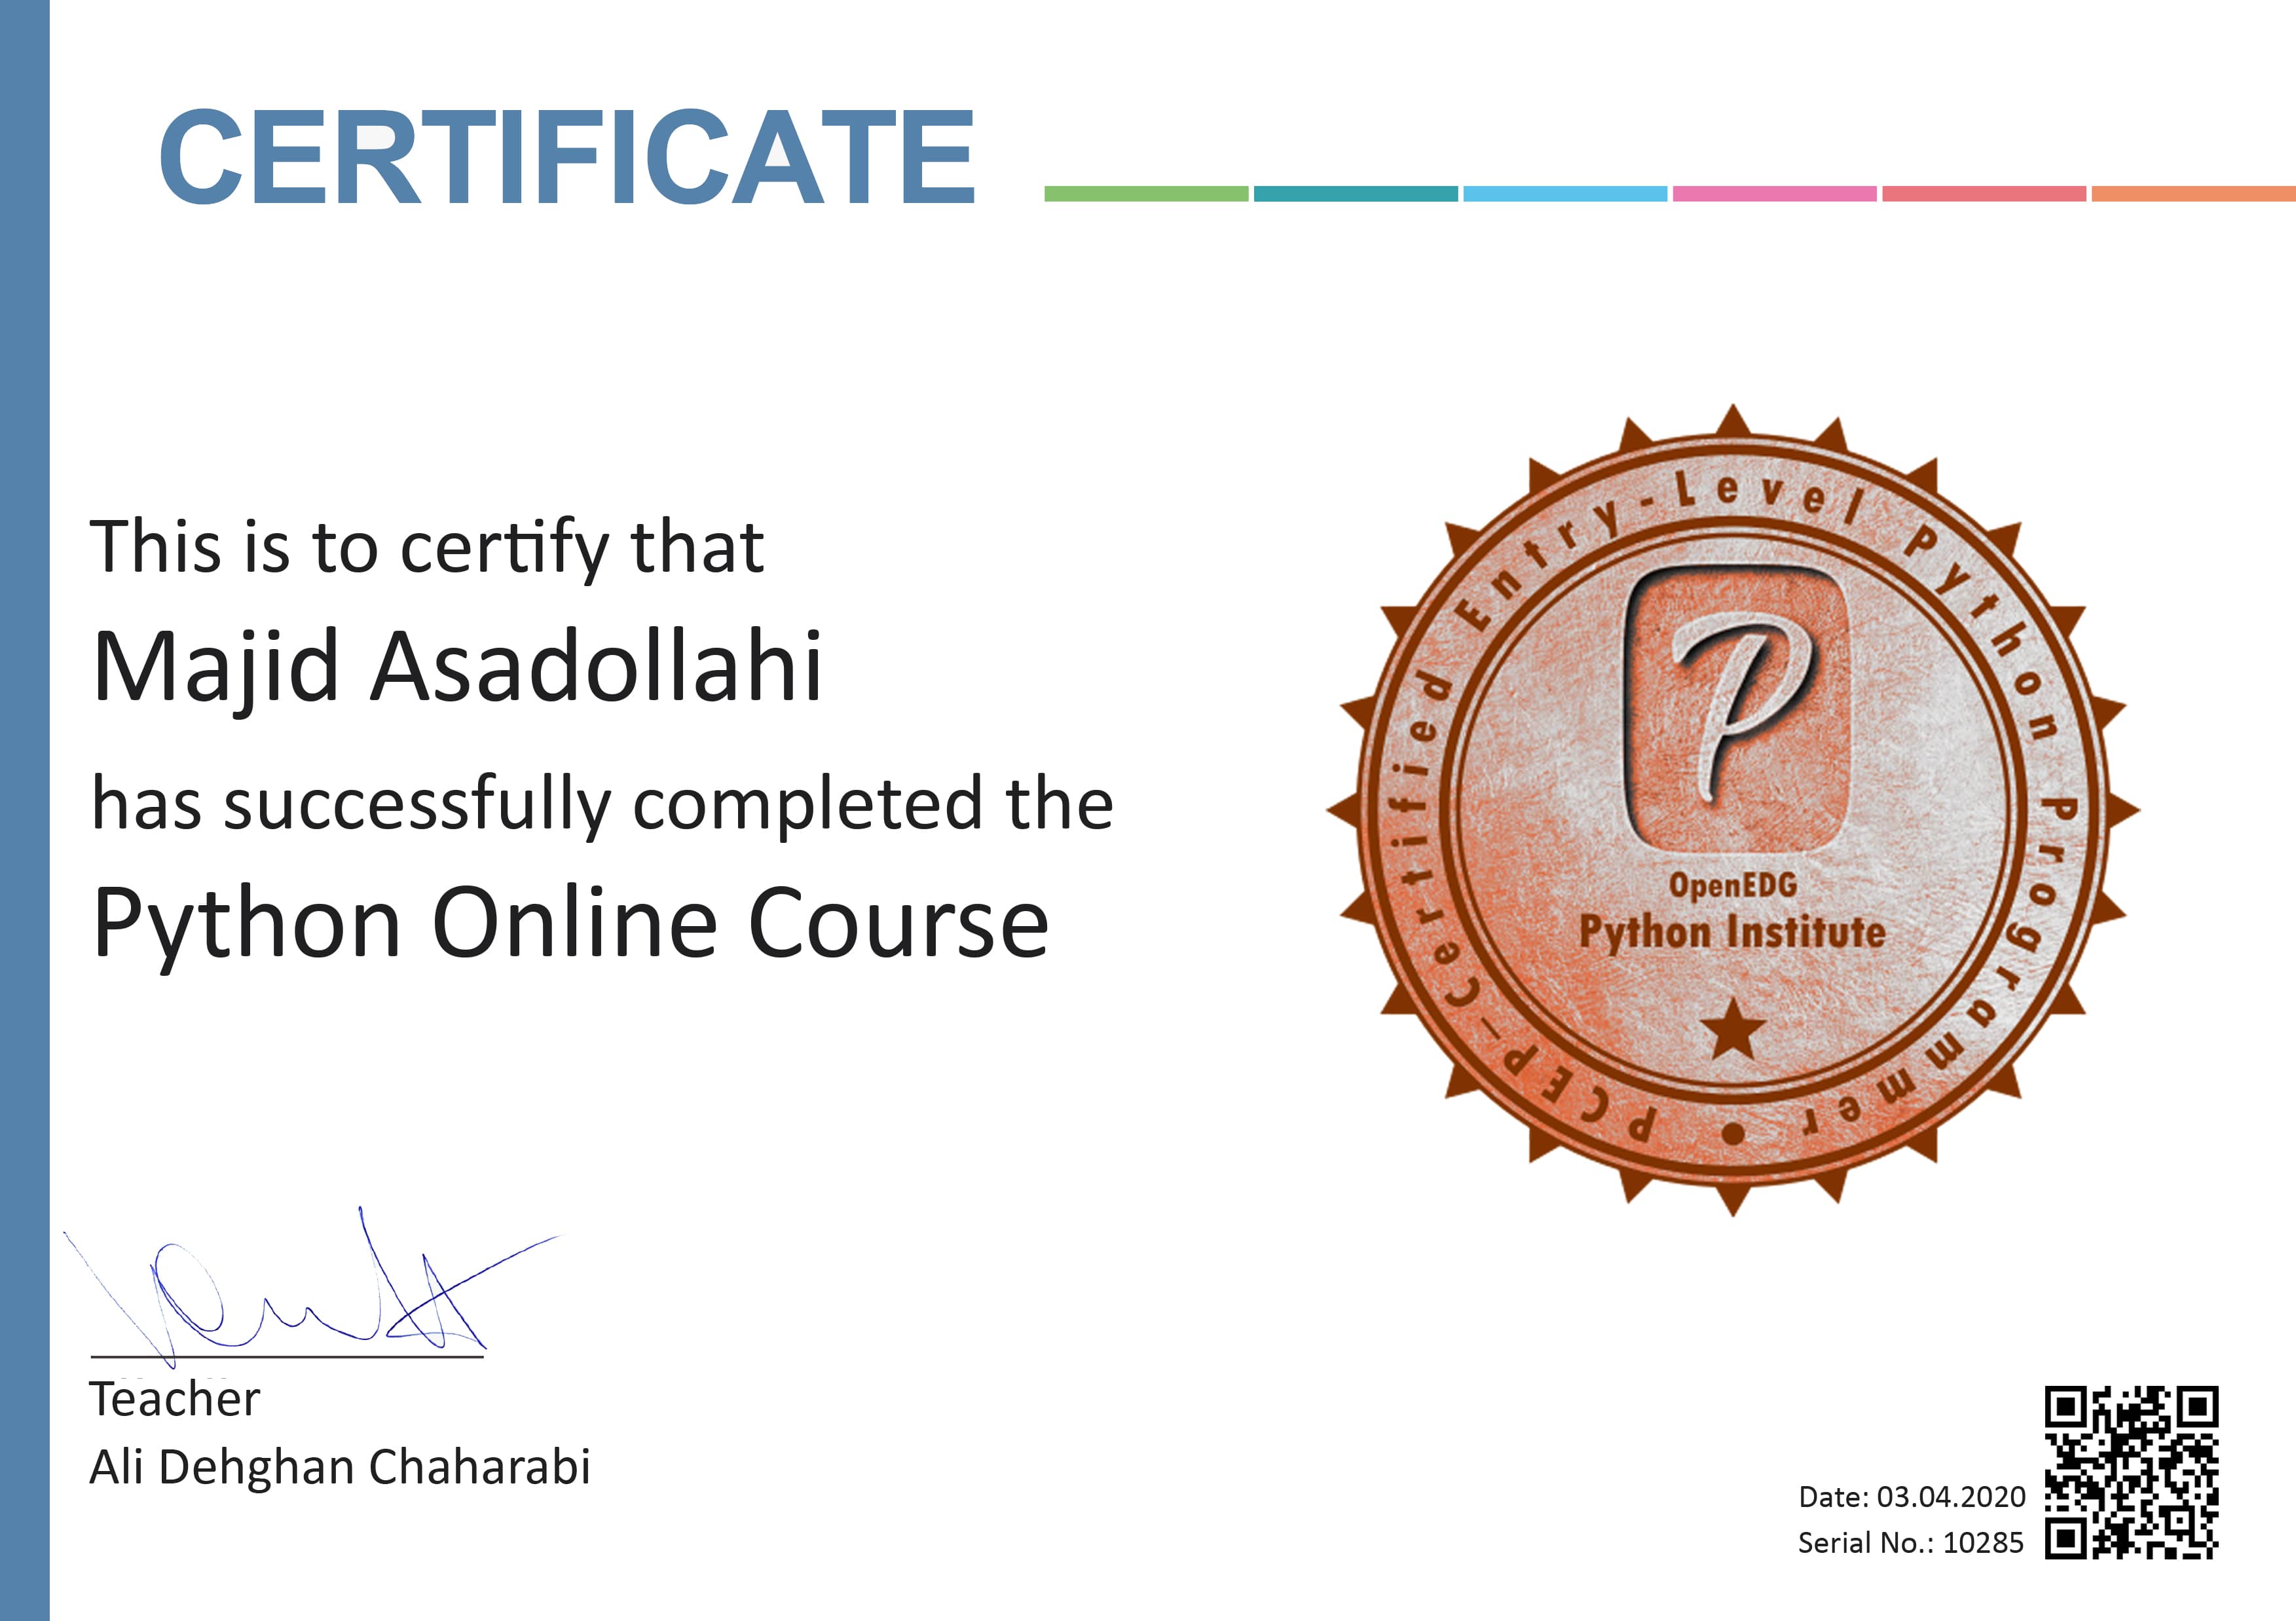 CERTIFICATE
This is to certify that
Majid Asadollahi
has successfully completed the
Python Online Course
PCEP-Certified Entry-Level Python Programmer •
P
OpenEDG
Python Institute
Teacher
Ali Dehghan Chaharabi
Date: 03.04.2020
Serial No.: 10285